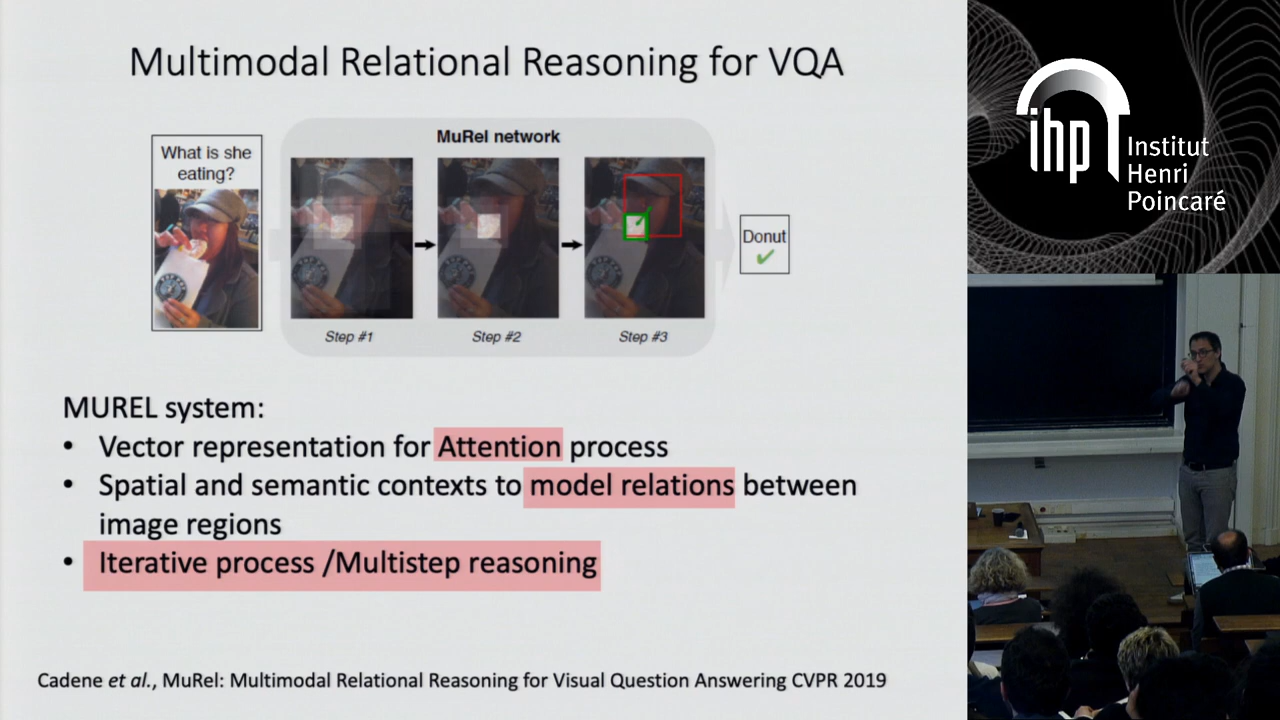 Multimodal Relational Reasoning for VQA
What is she
eating?
MuRel network
Step #1
Step #2
Step #3
Donut
MUREL system:
• Vector representation for Attention process
• Spatial and semantic contexts to model relations between
image regions
• Iterative process /Multistep reasoning
Cadene et al., MuRel: Multimodal Relational Reasoning for Visual Question Answering CVPR 2019
ihp
Institut
Henri
Poincaré